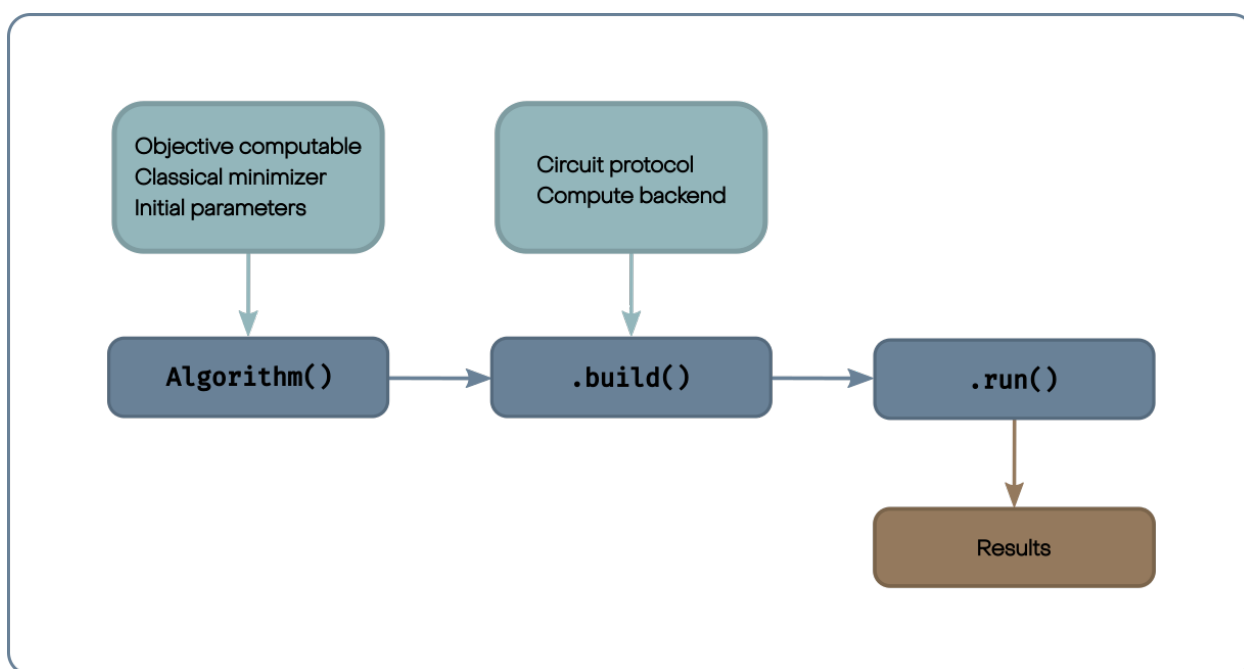 Objective computable
Classical minimizer
Initial parameters
Circuit protocol
Compute backend
Algorithm()
.build()
.run()
Results